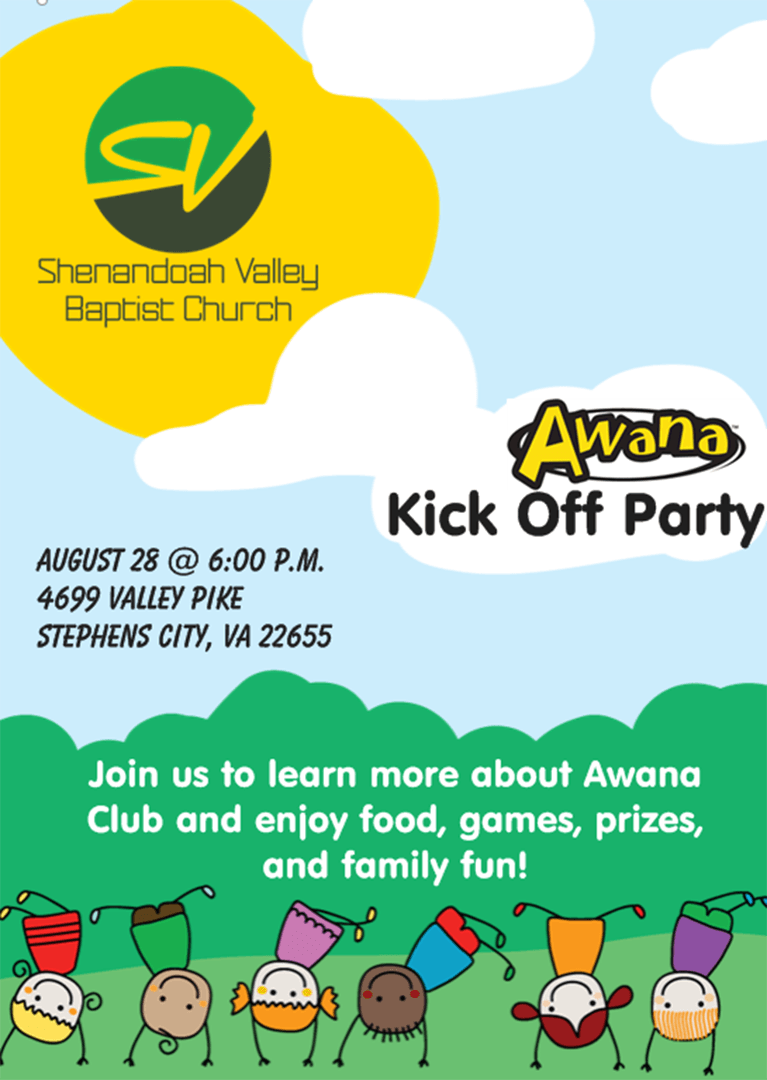 SV
Shenandoah Valley
Baptist Church
Awana™
Kick Off Party
AUGUST 28 @ 6:00 P.M.
4699 VALLEY PIKE
STEPHENS CITY, VA 22655
Join us to learn more about Awana
Club and enjoy food, games, prizes,
and family fun!